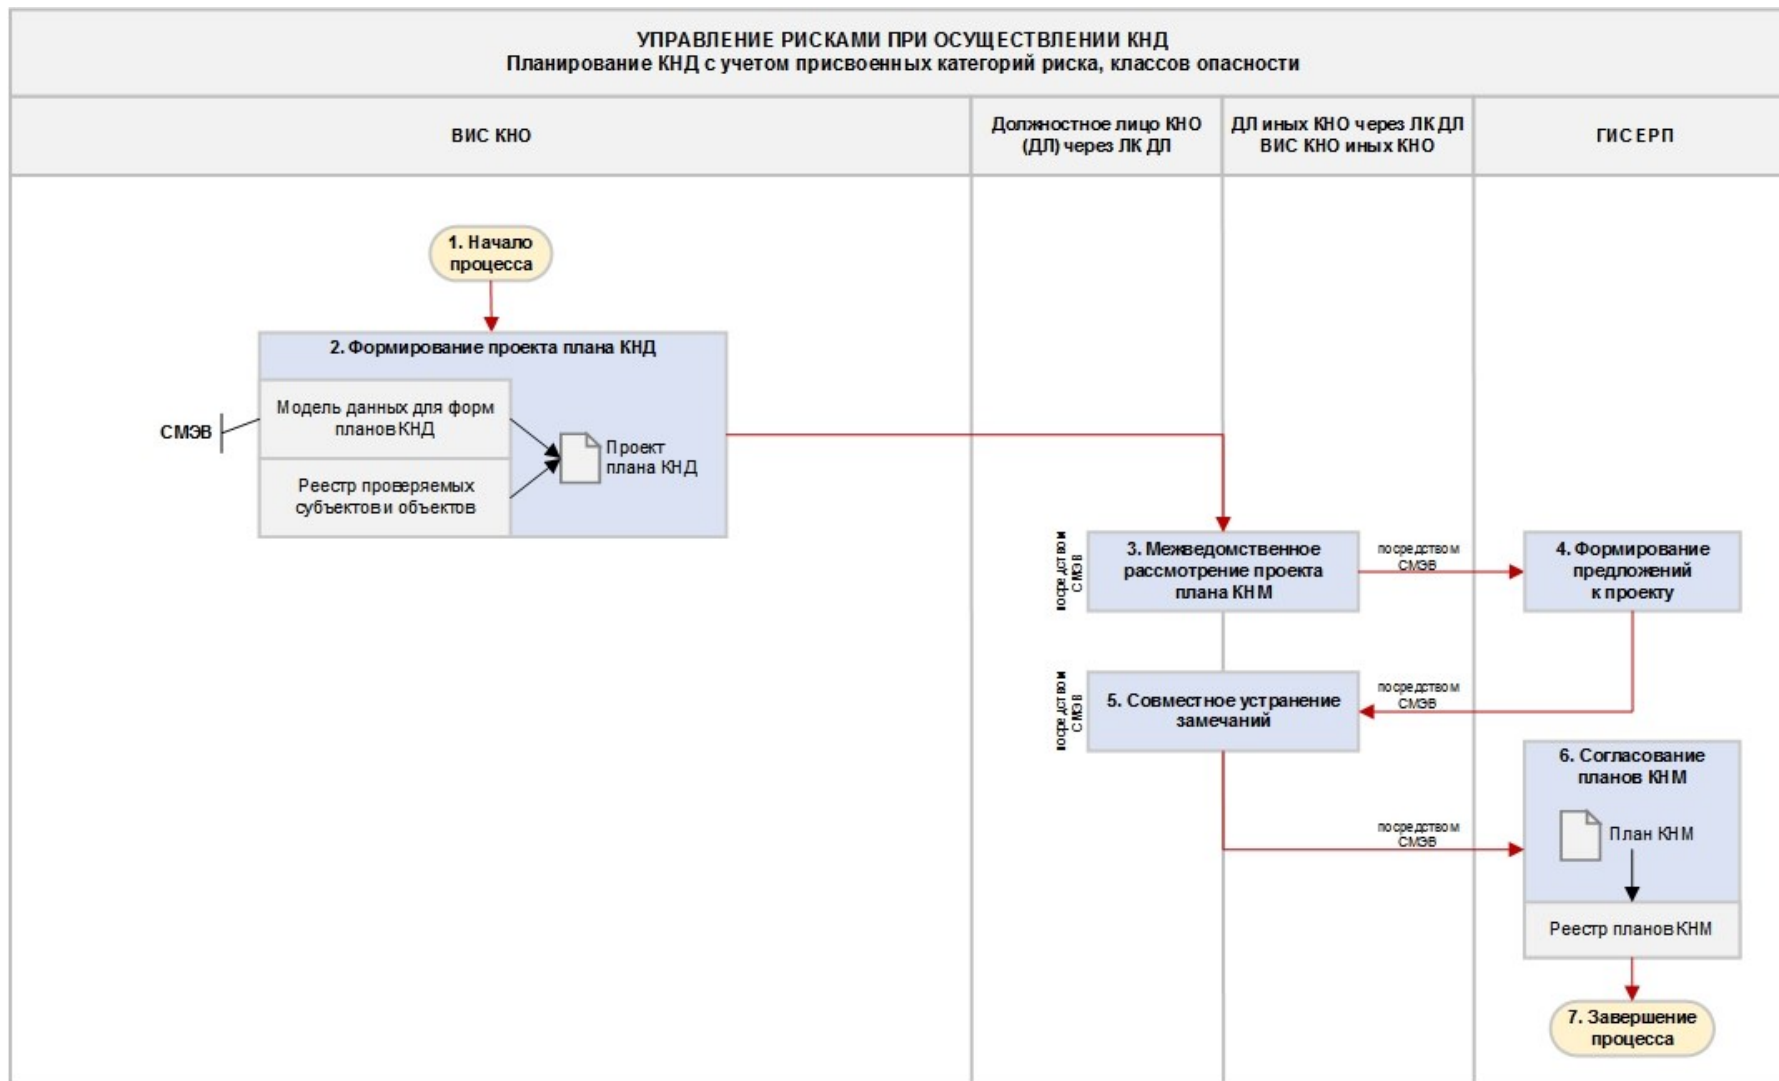 УПРАВЛЕНИЕ РИСКАМИ ПРИ ОСУЩЕСТВЛЕНИИ КНД
Планирование КНД с учетом присвоенных категорий риска, классов опасности
ВИС КНО
Должностное лицо КНО
(ДЛ) через ЛК ДЛ
ДЛ иных КНО через ЛК ДЛ
ВИС КНО иных КНО
ГИС ЕРП
1. Начало
процесса
2. Формирование проекта плана КНД
СМЭВ
Модель данных для форм
планов КНД
Реестр проверяемых
субъектов и объектов
Проект
плана КНД
посредством
СМЭВ
3. Межведомственное
рассмотрение проекта
плана КНМ
посредством
СМЭВ
4. Формирование
предложений
к проекту
посредством
СМЭВ
5. Совместное устранение
замечаний
посредством
СМЭВ
6. Согласование
планов КНМ
посредством
СМЭВ
План КНМ
Реестр планов КНМ
7. Завершение
процесса